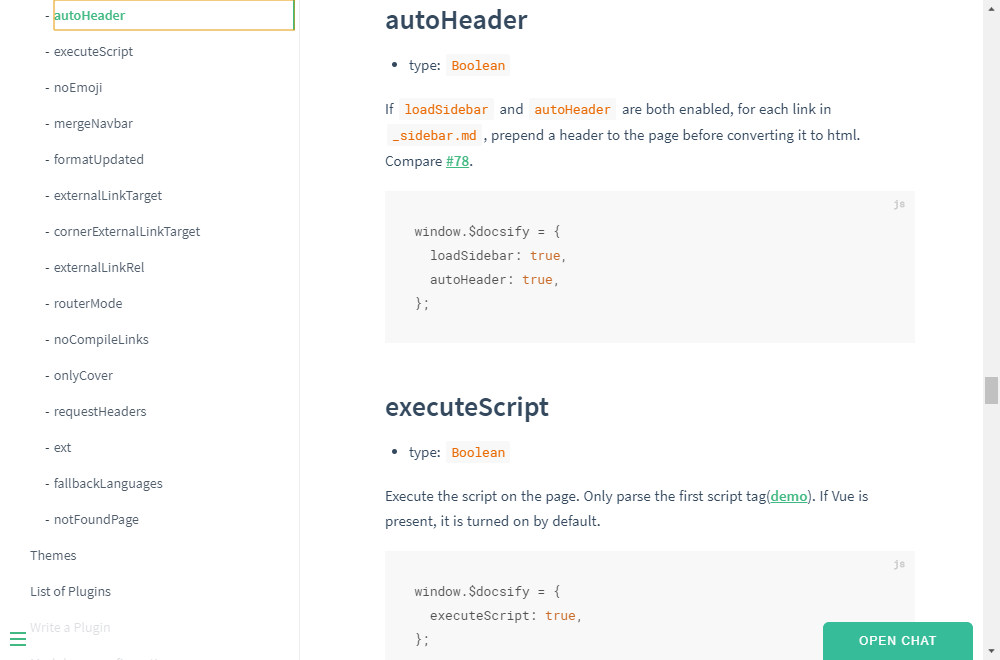 - autoHeader
- executeScript
- noEmoji
- mergeNavbar
- formatUpdated
- externalLinkTarget
- cornerExternalLinkTarget
- externalLinkRel
- routerMode
- noCompileLinks
- onlyCover
- requestHeaders
- ext
- fallbackLanguages
- notFoundPage
Themes
List of Plugins
Write a Plugin
autoHeader
• type: Boolean
If loadSidebar and autoHeader are both enabled, for each link in
_sidebar.md , prepend a header to the page before converting it to html.
Compare #78.
js
window.$docsify = {
  loadSidebar: true,
  autoHeader: true,
};
executeScript
• type: Boolean
Execute the script on the page. Only parse the first script tag(demo). If Vue is
present, it is turned on by default.
js
window.$docsify = {
  executeScript: true,
};
OPEN CHAT